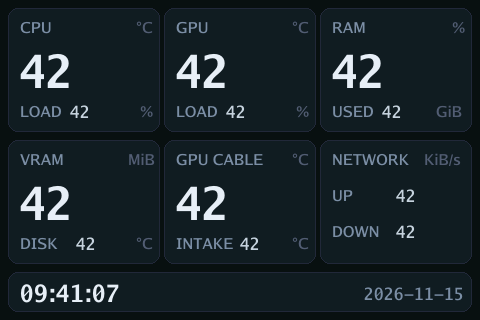 CPU °C
42
LOAD 42 %
GPU °C
42
LOAD 42 %
RAM %
42
USED 42 GiB
VRAM MiB
42
DISK 42 °C
GPU CABLE °C
42
INTAKE 42 °C
NETWORK KiB/s
UP 42
DOWN 42
09:41:07 2026-11-15